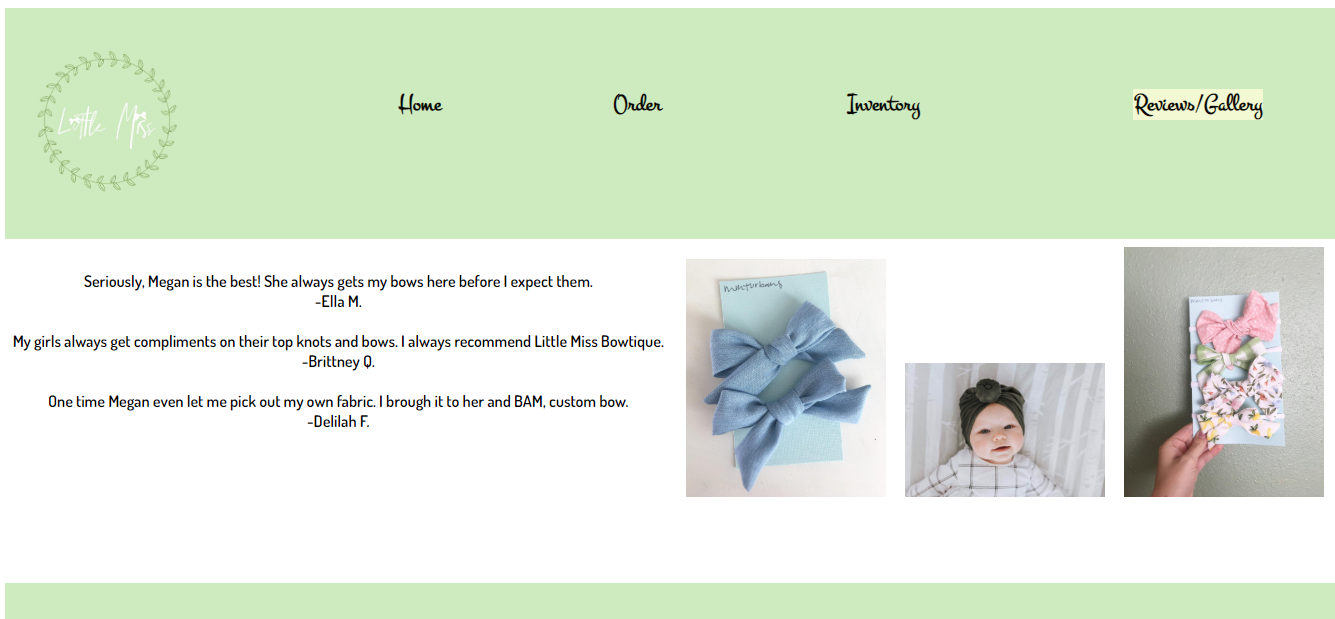 Little Miss
Home
Order
Inventory
Reviews/Gallery
Seriously, Megan is the best! She always gets my bows here before I expect them.
-Ella M.
My girls always get compliments on their top knots and bows. I always recommend Little Miss Bowtique.
-Brittney Q.
One time Megan even let me pick out my own fabric. I brough it to her and BAM, custom bow.
-Delilah F.